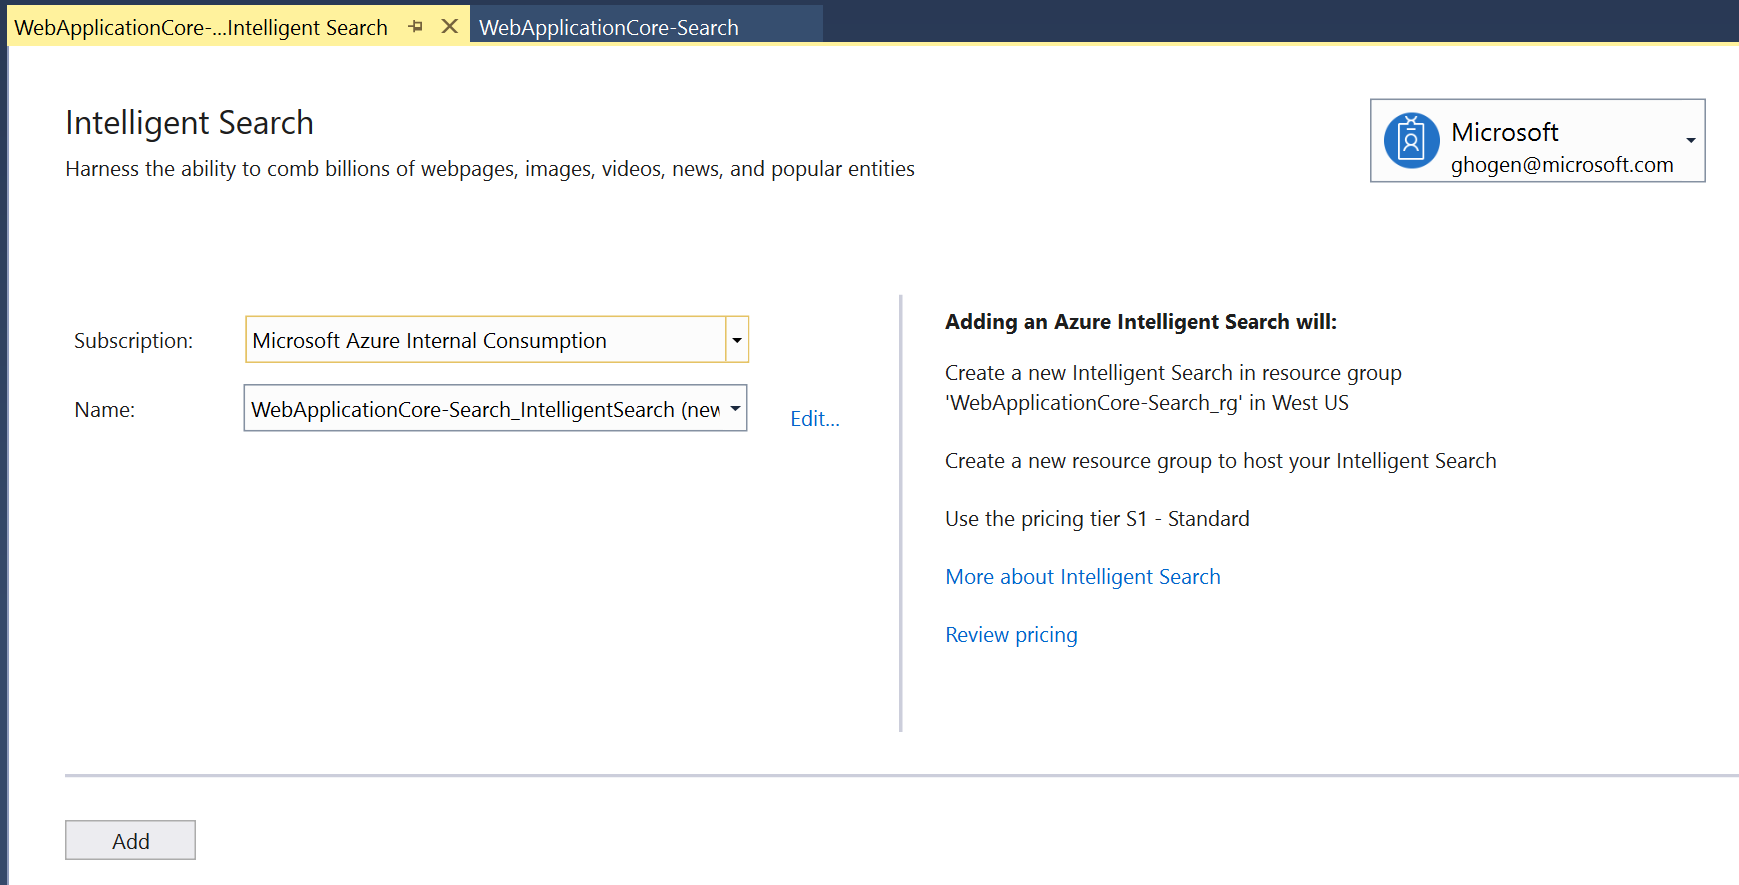 WebApplicationCore-...Intelligent Search
WebApplicationCore-Search
Intelligent Search
Harness the ability to comb billions of webpages, images, videos, news, and popular entities
Microsoft
ghogen@microsoft.com
Subscription:
Microsoft Azure Internal Consumption
Name:
WebApplicationCore-Search_IntelligentSearch (new
Edit...
Adding an Azure Intelligent Search will:
Create a new Intelligent Search in resource group
'WebApplicationCore-Search_rg' in West US
Create a new resource group to host your Intelligent Search
Use the pricing tier S1 - Standard
More about Intelligent Search
Review pricing
Add